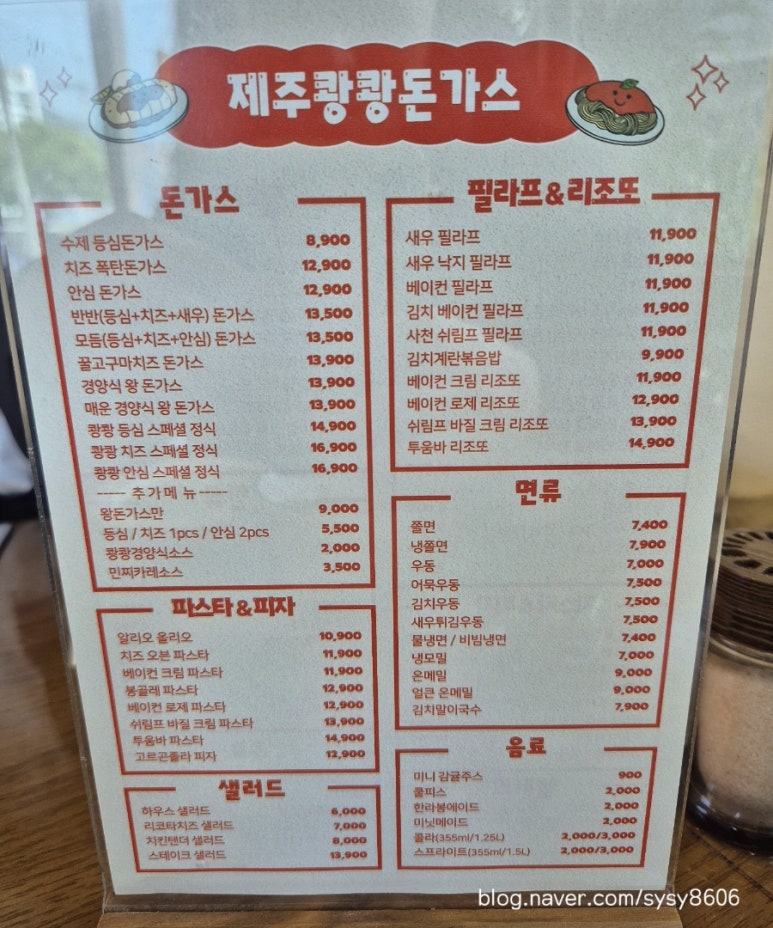 제주쾅쾅돈가스
돈가스
수제 등심돈가스 8,900
치즈 폭탄돈가스 12,900
안심 돈가스 12,900
반반(등심+치즈+새우) 돈가스 13,500
모듬(등심+치즈+안심) 돈가스 13,500
꿀고구마치즈 돈가스 13,900
경양식 왕 돈가스 13,900
매운 경양식 왕 돈가스 13,900
쾅쾅 등심 스페셜 정식 14,900
쾅쾅 치즈 스페셜 정식 16,900
쾅쾅 안심 스페셜 정식 16,900
----- 추가메뉴 -----
왕돈가스만 9,000
등심 / 치즈 1pcs / 안심 2pcs 5,500
쾅쾅경양식소스 2,000
민찌카레소스 3,500
파스타&피자
알리오 올리오 10,900
치즈 오븐 파스타 11,900
베이컨 크림 파스타 11,900
봉골레 파스타 12,900
베이컨 로제 파스타 12,900
쉬림프 바질 크림 파스타 13,900
투움바 파스타 14,900
고르곤졸라 피자 12,900
샐러드
하우스 샐러드 6,000
리코타치즈 샐러드 7,000
치킨텐더 샐러드 8,000
스테이크 샐러드 13,900
필라프&리조또
새우 필라프 11,900
새우 낙지 필라프 11,900
베이컨 필라프 11,900
김치 베이컨 필라프 11,900
사천 쉬림프 필라프 11,900
김치계란볶음밥 9,900
베이컨 크림 리조또 11,900
베이컨 로제 리조또 12,900
쉬림프 바질 크림 리조또 13,900
투움바 리조또 14,900
면류
쫄면 7,400
냉쫄면 7,900
우동 7,000
어묵우동 7,500
김치우동 7,500
새우튀김우동 7,500
물냉면 / 비빔냉면 7,400
냉모밀 7,000
온메밀 9,000
얼큰 온메밀 9,000
김치말이국수 7,900
음료
미니 감귤주스 900
쿨피스 2,000
한라봉에이드 2,000
미닛메이드 2,000
콜라(355ml/1.25L) 2,000/3,000
스프라이트(355ml/1.5L) 2,000/3,000
blog.naver.com/sysy8606